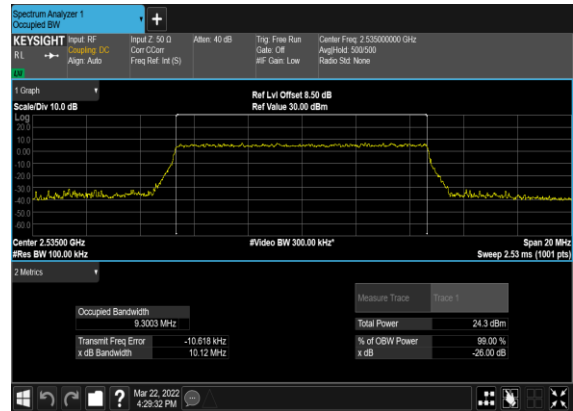 Spectrum Analyzer 1
Occupied BW
+
KEYSIGHT Input: RF Input Z: 50 Ω Atten: 40 dB Trig: Free Run Center Freq: 2.535000000 GHz
RL Coupling: DC Corr CCorr Gate: Off Avg|Hold: 500/500
Align: Auto Freq Ref: Int (S) #IF Gain: Low Radio Std: None
LW
1 Graph
Ref Lvl Offset 8.50 dB
Scale/Div 10.0 dB Ref Value 30.00 dBm
Log
20.0
10.0
0.00
-10.0
-20.0
-30.0
-40.0
-50.0
-60.0
Center 2.53500 GHz #Video BW 300.00 kHz* Span 20 MHz
#Res BW 100.00 kHz Sweep 2.53 ms (1001 pts)
2 Metrics
Measure Trace Trace 1
Occupied Bandwidth
9.3003 MHz Total Power 24.3 dBm
Transmit Freq Error -10.618 kHz % of OBW Power 99.00 %
x dB Bandwidth 10.12 MHz x dB -26.00 dB
? Mar 22, 2022
4:29:32 PM